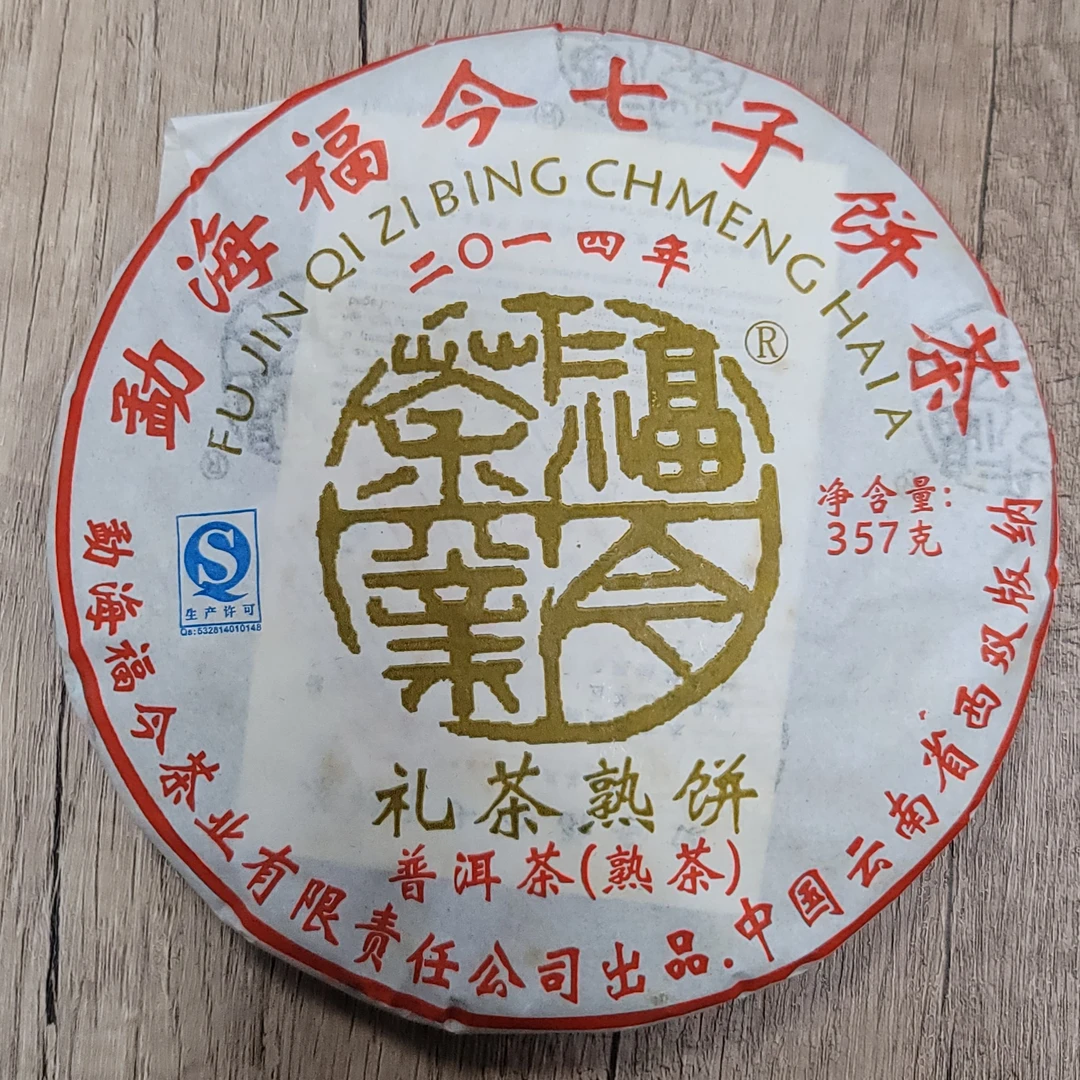 勐海福今七子饼茶
FU JIN QI ZI BING CHMENG HAI A
二〇一四年
福今茶業
®
®
净含量:
357克
S
生产许可
Qs:532814010148
礼茶熟饼
普洱茶(熟茶)
勐海福今茶业有限责任公司出品.中国云南省西双版纳